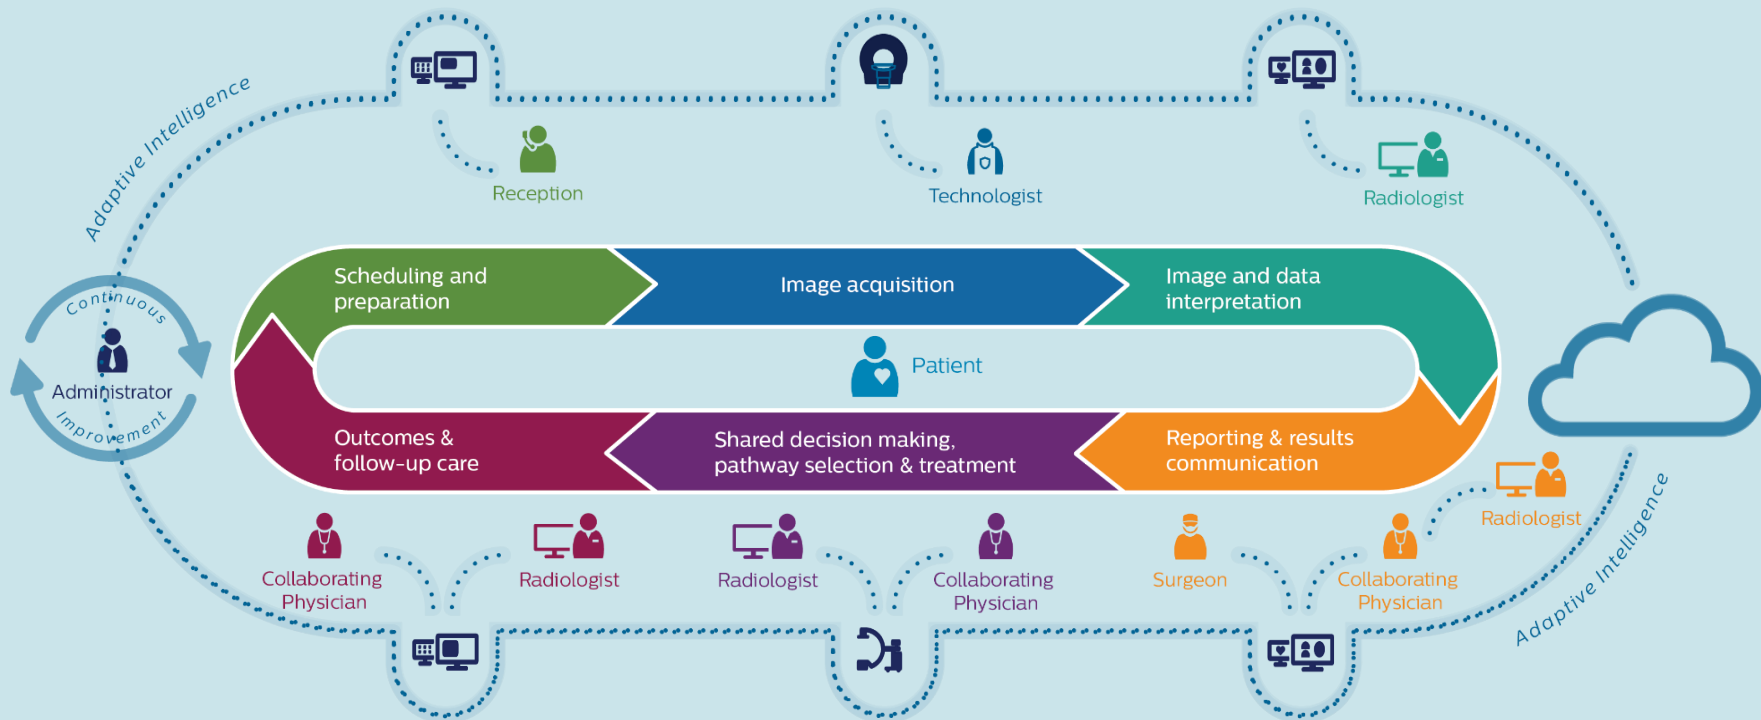 Adaptive Intelligence
Reception
Technologist
Radiologist
Scheduling and
preparation
Image acquisition
Image and data
interpretation
Continuous
Administrator
Improvement
Patient
Outcomes &
follow-up care
Shared decision making,
pathway selection & treatment
Reporting & results
communication
Radiologist
Collaborating
Physician
Radiologist
Radiologist
Collaborating
Physician
Surgeon
Collaborating
Physician
Adaptive Intelligence